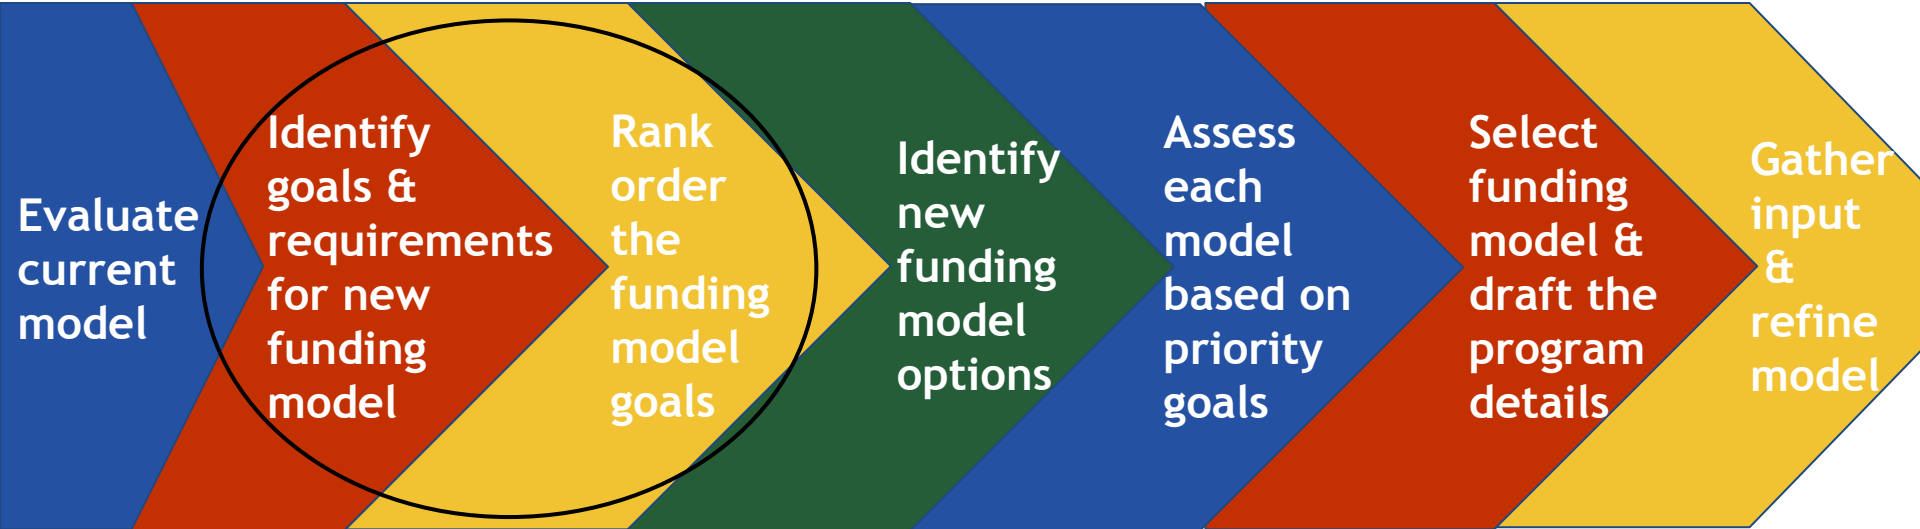 Evaluate
current
model
Identify
goals &
requirements
for new
funding
model
Rank
order
the
funding
model
goals
Identify
new
funding
model
options
Assess
each
model
based on
priority
goals
Select
funding
model &
draft the
program
details
Gather
input
&
refine
model